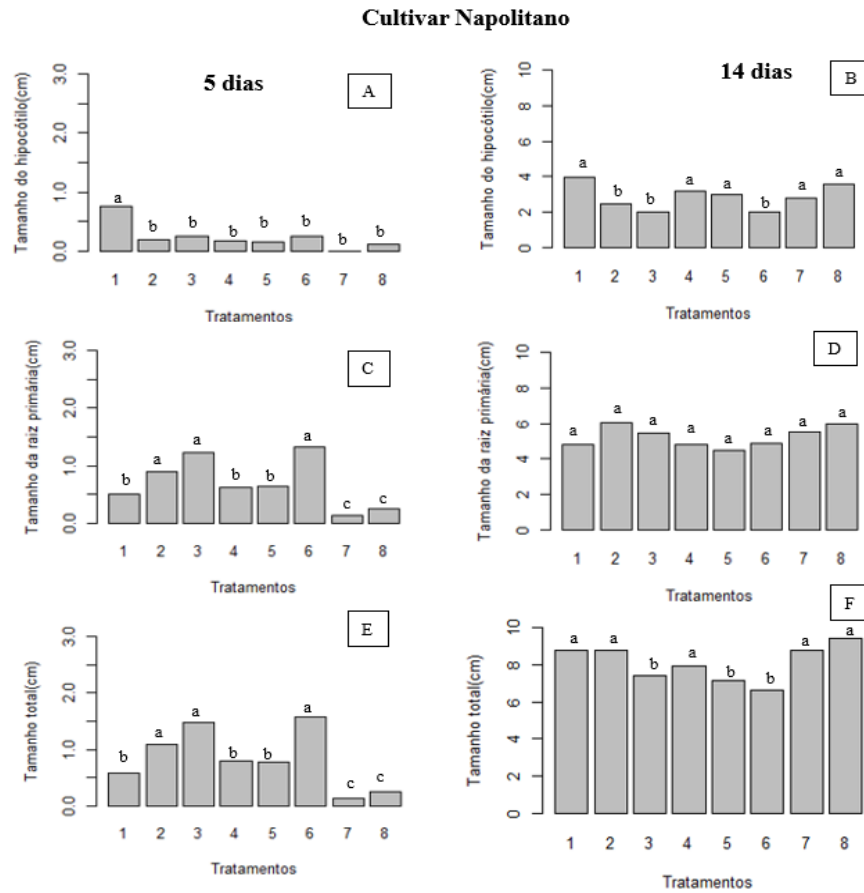 Cultivar Napolitano
5 dias
A
Tamanho do hipocótilo(cm)
3.0
2.0
1.0
0.0
a b b b b b b b
1 2 3 4 5 6 7 8
Tratamentos
14 dias
B
Tamanho do hipocótilo(cm)
10
8
6
4
2
0
a b b a a b a a
1 2 3 4 5 6 7 8
Tratamentos
C
Tamanho da raiz primária(cm)
3.0
2.0
1.0
0.0
b a a b b a c c
1 2 3 4 5 6 7 8
Tratamentos
D
Tamanho da raiz primária(cm)
10
8
6
4
2
0
a a a a a a a a
1 2 3 4 5 6 7 8
Tratamentos
E
Tamanho total(cm)
3.0
2.0
1.0
0.0
b a a b b a c c
1 2 3 4 5 6 7 8
Tratamentos
F
Tamanho total(cm)
10
8
6
4
2
0
a a b a b b a a
1 2 3 4 5 6 7 8
Tratamentos